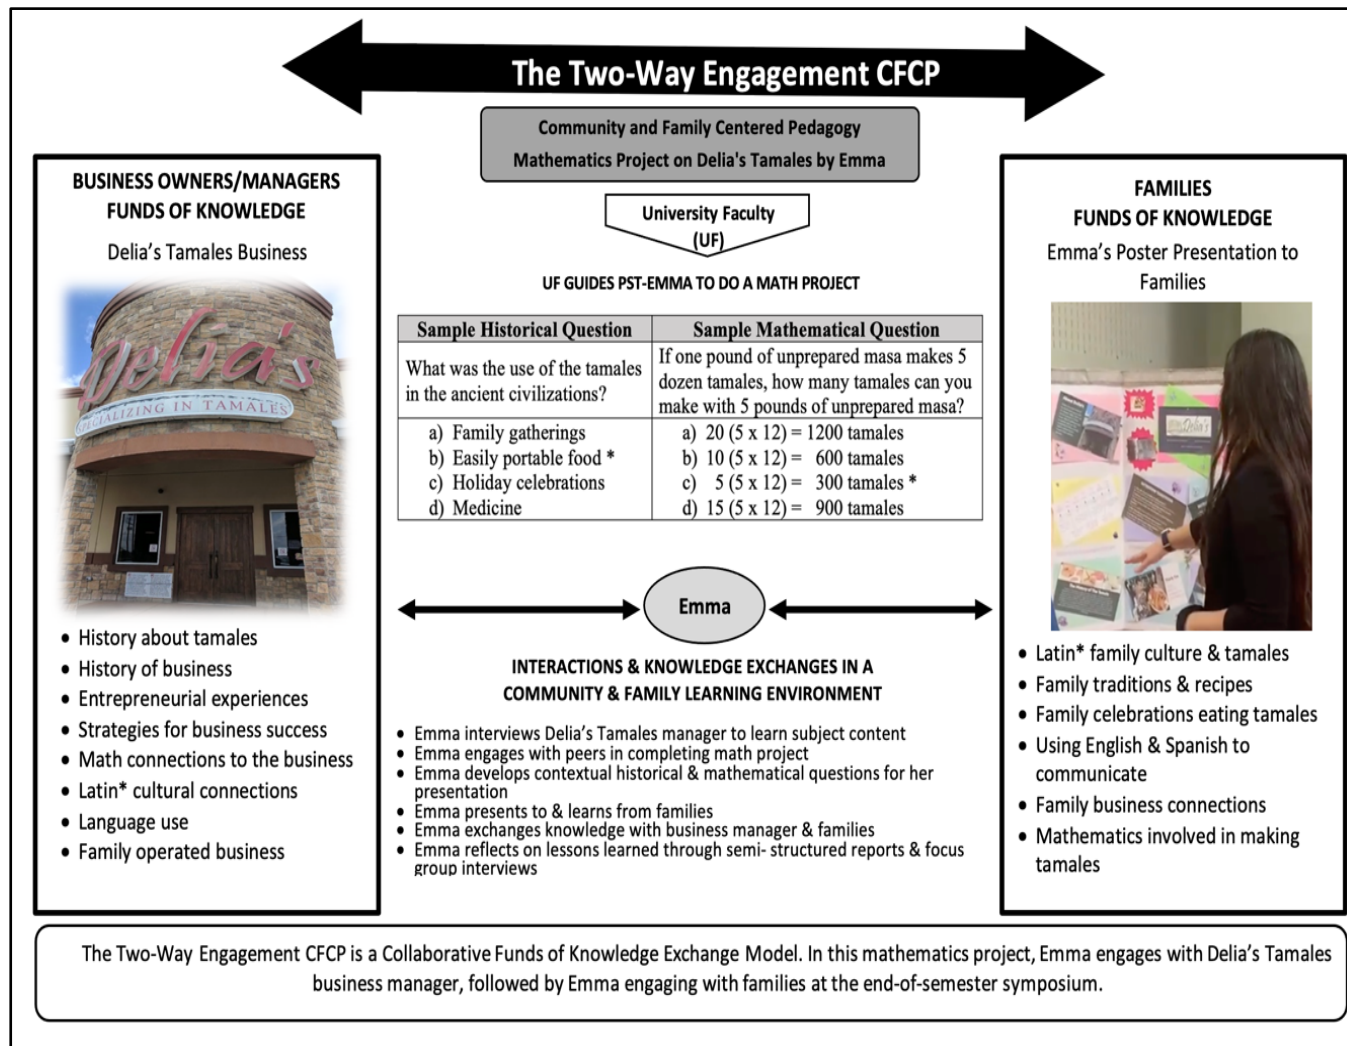 The Two-Way Engagement CFCP
Community and Family Centered Pedagogy
Mathematics Project on Delia's Tamales by Emma
BUSINESS OWNERS/MANAGERS
FUNDS OF KNOWLEDGE
Delia’s Tamales Business
Delia's
SPECIALIZING IN TAMALES
• History about tamales
• History of business
• Entrepreneurial experiences
• Strategies for business success
• Math connections to the business
• Latin* cultural connections
• Language use
• Family operated business
University Faculty
(UF)
UF GUIDES PST-EMMA TO DO A MATH PROJECT
Sample Historical Question
What was the use of the tamales
in the ancient civilizations?
a) Family gatherings
b) Easily portable food *
c) Holiday celebrations
d) Medicine
Sample Mathematical Question
If one pound of unprepared masa makes 5
dozen tamales, how many tamales can you
make with 5 pounds of unprepared masa?
a) 20 (5 x 12) = 1200 tamales
b) 10 (5 x 12) = 600 tamales
c) 5 (5 x 12) = 300 tamales *
d) 15 (5 x 12) = 900 tamales
Emma
INTERACTIONS & KNOWLEDGE EXCHANGES IN A
COMMUNITY & FAMILY LEARNING ENVIRONMENT
• Emma interviews Delia’s Tamales manager to learn subject content
• Emma engages with peers in completing math project
• Emma develops contextual historical & mathematical questions for her
presentation
• Emma presents to & learns from families
• Emma exchanges knowledge with business manager & families
• Emma reflects on lessons learned through semi- structured reports & focus
group interviews
FAMILIES
FUNDS OF KNOWLEDGE
Emma’s Poster Presentation to
Families
Delia's
• Latin* family culture & tamales
• Family traditions & recipes
• Family celebrations eating tamales
• Using English & Spanish to
communicate
• Family business connections
• Mathematics involved in making
tamales
The Two-Way Engagement CFCP is a Collaborative Funds of Knowledge Exchange Model. In this mathematics project, Emma engages with Delia’s Tamales
business manager, followed by Emma engaging with families at the end-of-semester symposium.